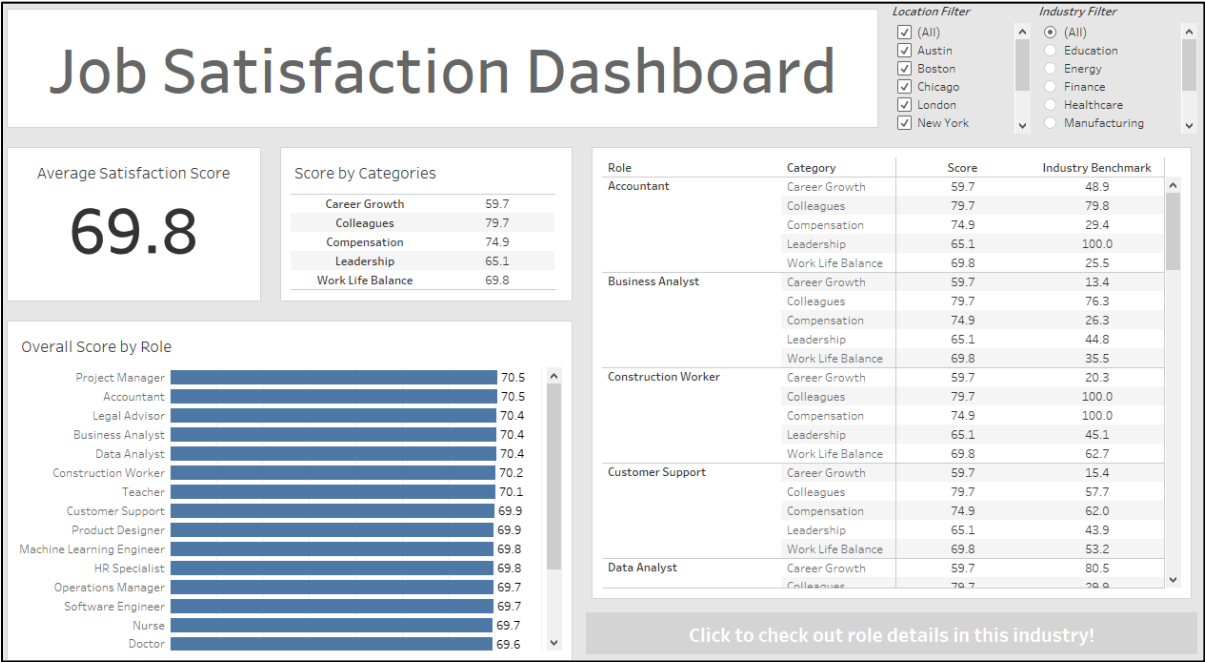 Job Satisfaction Dashboard
Location Filter
(All)
Austin
Boston
Chicago
London
New York
Industry Filter
(All)
Education
Energy
Finance
Healthcare
Manufacturing
Average Satisfaction Score
69.8
Score by Categories
Career Growth 59.7
Colleagues 79.7
Compensation 74.9
Leadership 65.1
Work Life Balance 69.8
Overall Score by Role
Project Manager 70.5
Accountant 70.5
Legal Advisor 70.4
Business Analyst 70.4
Data Analyst 70.4
Construction Worker 70.2
Teacher 70.1
Customer Support 69.9
Product Designer 69.9
Machine Learning Engineer 69.8
HR Specialist 69.8
Operations Manager 69.7
Software Engineer 69.7
Nurse 69.7
Doctor 69.6
Role Category Score Industry Benchmark
Accountant Career Growth 59.7 48.9
Colleagues 79.7 79.8
Compensation 74.9 29.4
Leadership 65.1 100.0
Work Life Balance 69.8 25.5
Business Analyst Career Growth 59.7 13.4
Colleagues 79.7 76.3
Compensation 74.9 26.3
Leadership 65.1 44.8
Work Life Balance 69.8 35.5
Construction Worker Career Growth 59.7 20.3
Colleagues 79.7 100.0
Compensation 74.9 100.0
Leadership 65.1 45.1
Work Life Balance 69.8 62.7
Customer Support Career Growth 59.7 15.4
Colleagues 79.7 57.7
Compensation 74.9 62.0
Leadership 65.1 43.9
Work Life Balance 69.8 53.2
Data Analyst Career Growth 59.7 80.5
Colleagues 79.7 29.9
Click to check out role details in this industry!